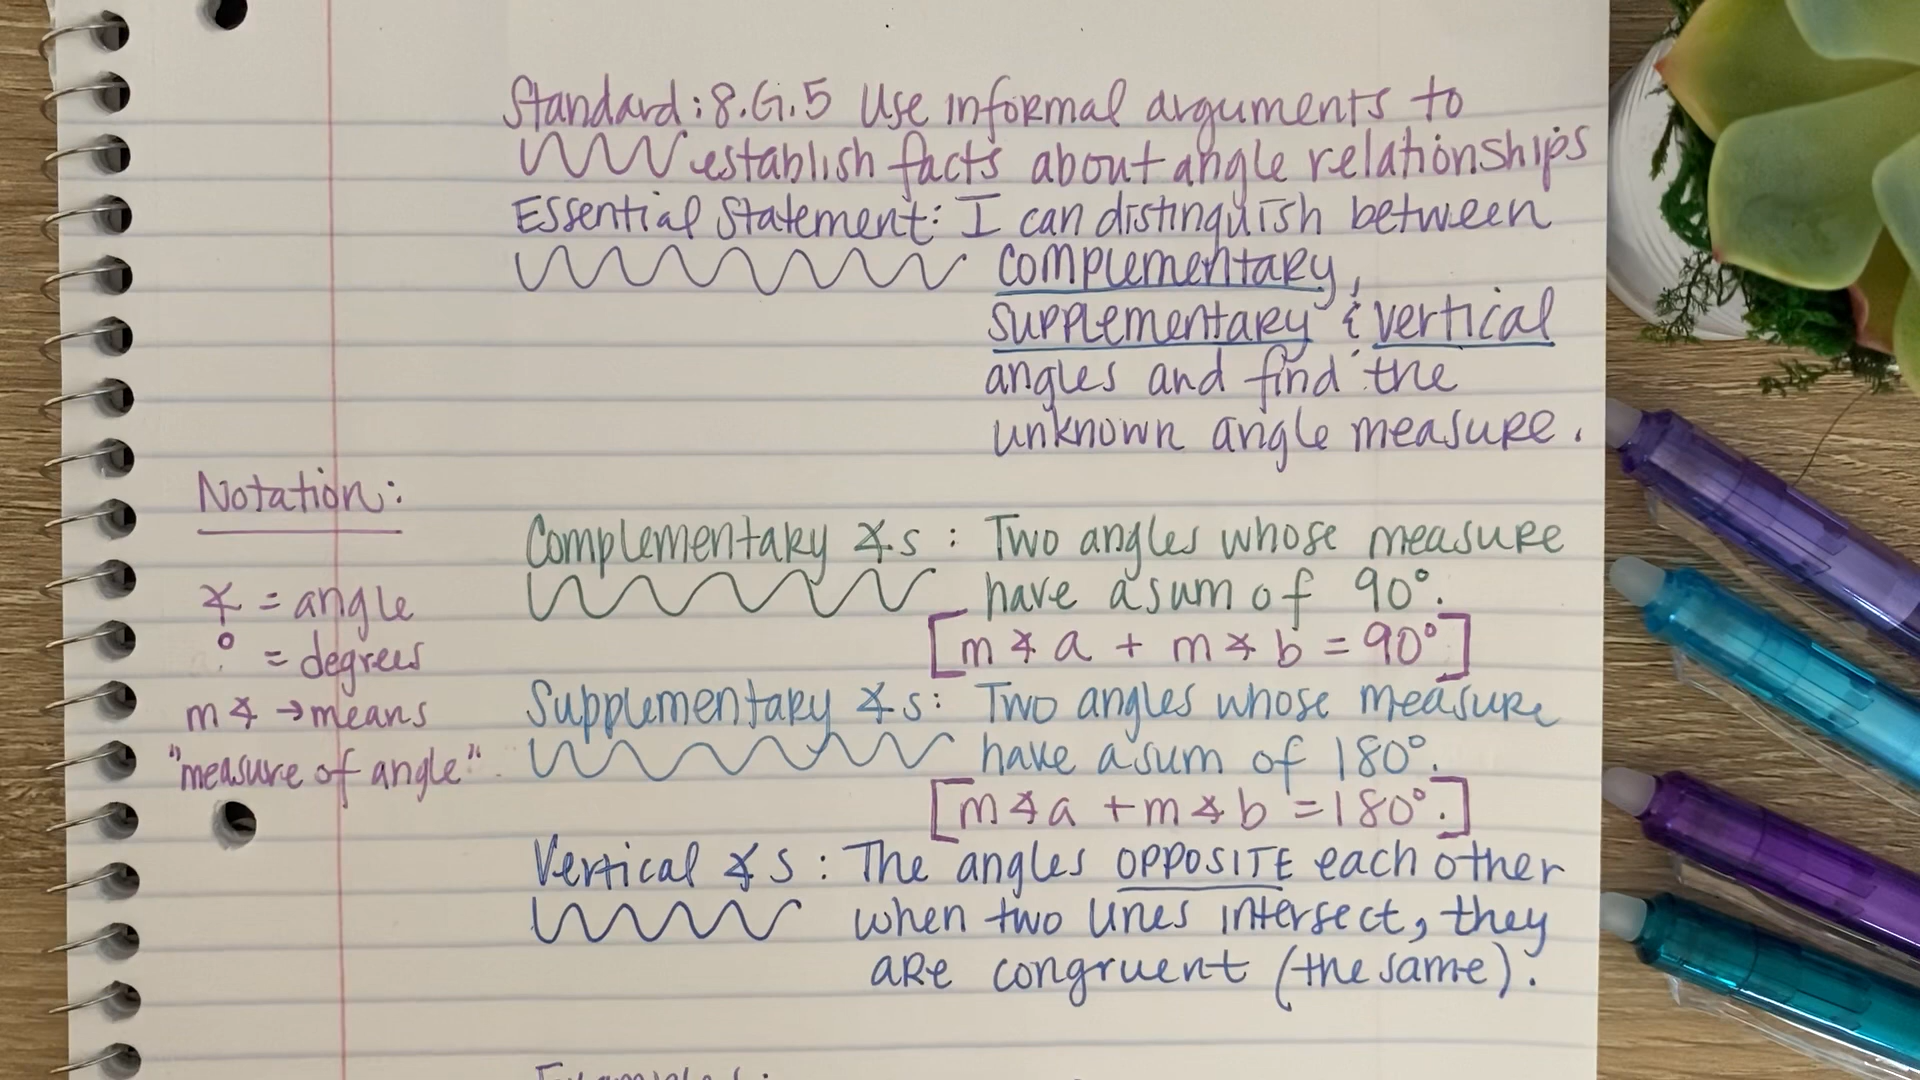 Standard: 8.G.5 Use informal arguments to
establish facts about angle relationships
Essential Statement: I can distinguish between
complementary,
supplementary & vertical
angles and find the
unknown angle measure.
Notation:
∡ = angle
° = degrees
m∡ → means
"measure of angle".
Complementary ∡s: Two angles whose measure
have a sum of 90°.
[m∡a + m∡b = 90°]
Supplementary ∡s: Two angles whose measure
have a sum of 180°.
[m∡a + m∡b = 180°.]
Vertical ∡s: The angles OPPOSITE each other
when two lines intersect, they
are congruent (the same).